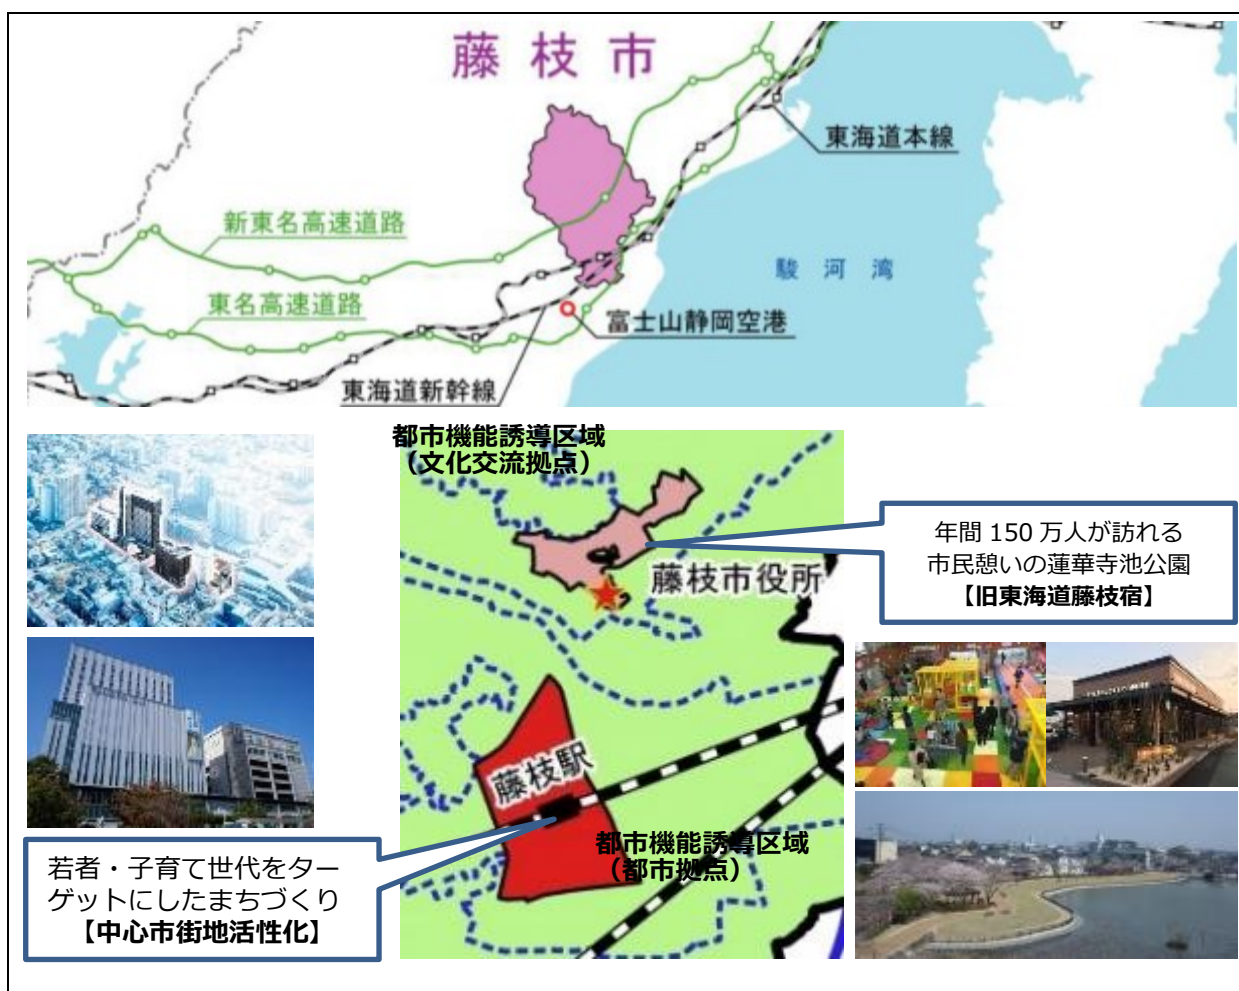 藤枝市
東海道本線
新東名高速道路
駿河湾
東名高速道路
富士山静岡空港
東海道新幹線
都市機能誘導区域
（文化交流拠点）
年間 150 万人が訪れる
市民憩いの蓮華寺池公園
【旧東海道藤枝宿】
藤枝市役所
藤枝駅
都市機能誘導区域
（都市拠点）
若者・子育て世代をター
ゲットにしたまちづくり
【中心市街地活性化】